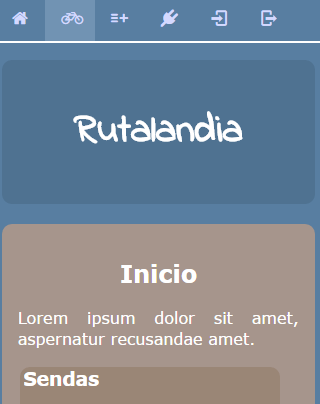 Rutalandia
Inicio
Lorem ipsum dolor sit amet,
aspernatur recusandae amet.
Sendas